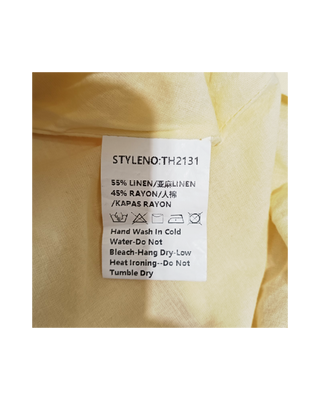 STYLENO:TH2131
55% LINEN/亚麻LINEN
45% RAYON/人棉
/KAPAS RAYON
Hand Wash In Cold
Water-Do Not
Bleach-Hang Dry-Low
Heat Ironing--Do Not
Tumble Dry